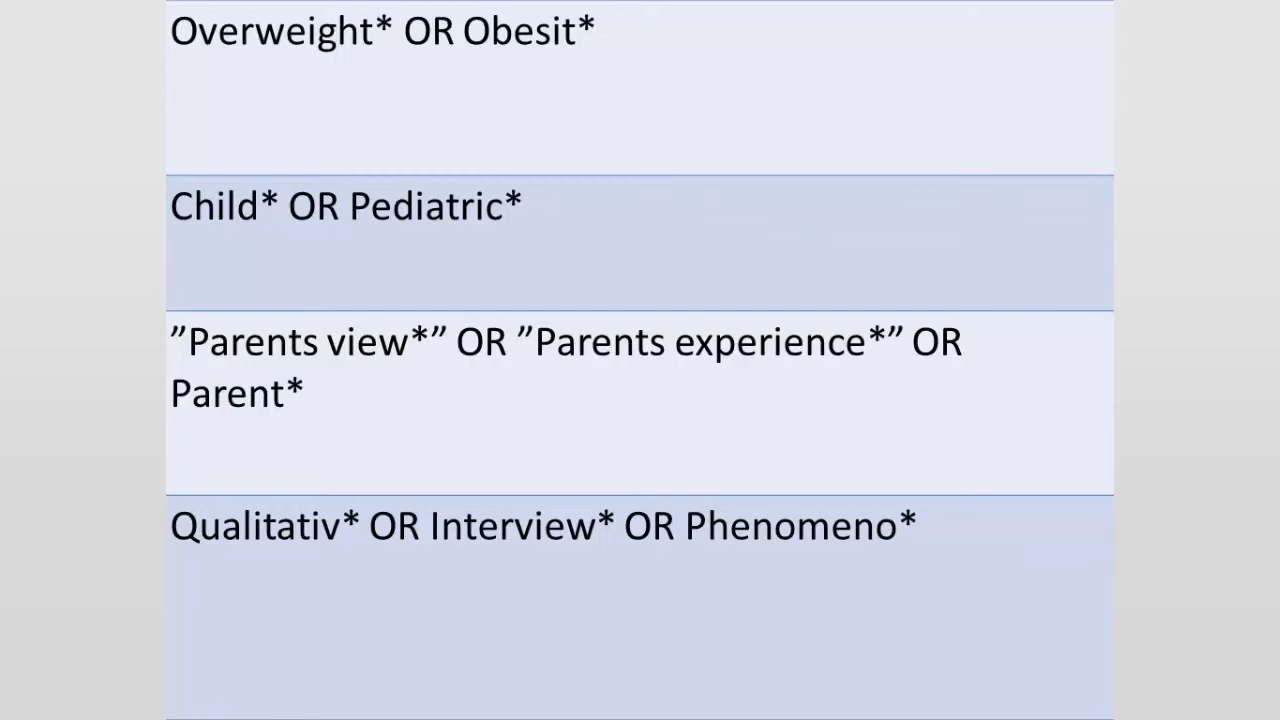 Overweight* OR Obesit*
Child* OR Pediatric*
”Parents view*” OR ”Parents experience*” OR
Parent*
Qualitativ* OR Interview* OR Phenomeno*